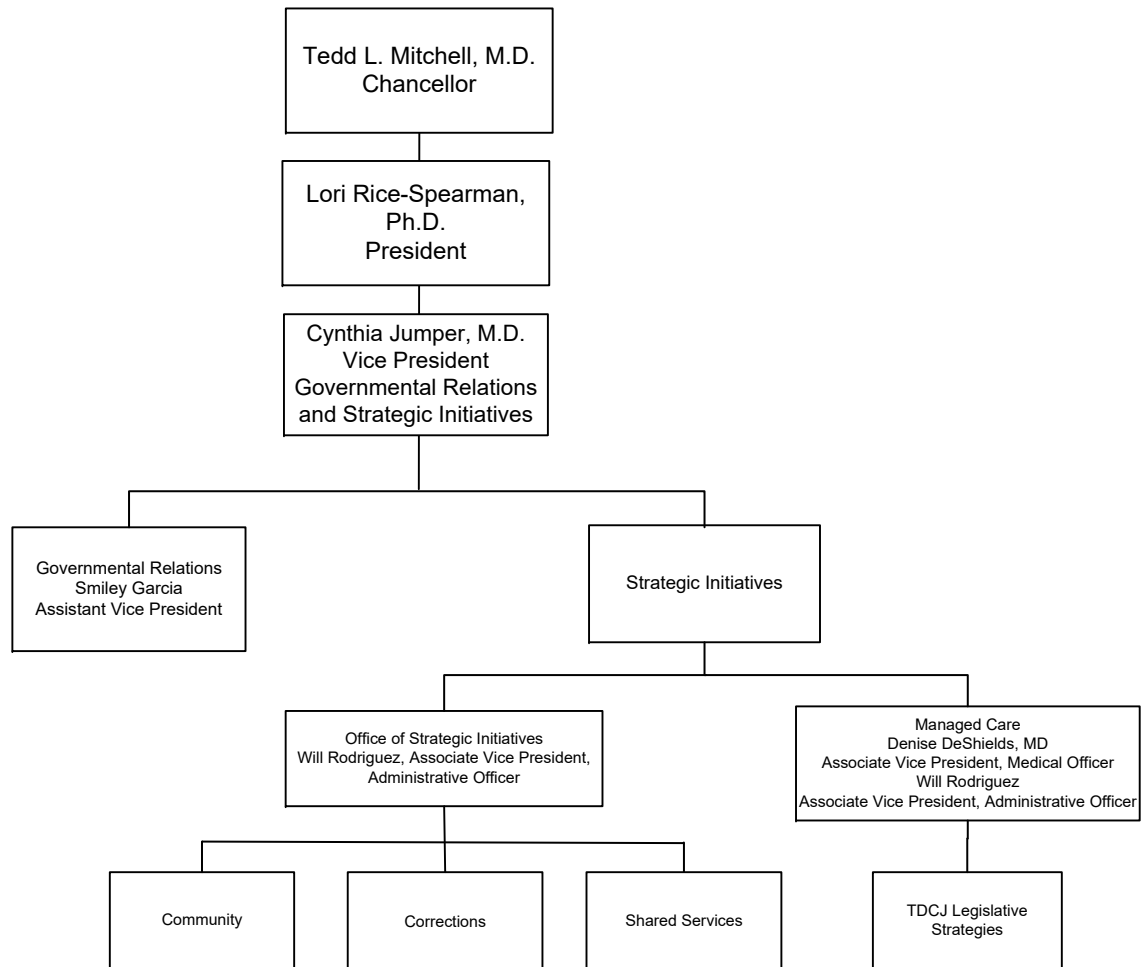 Tedd L. Mitchell, M.D.
Chancellor
Lori Rice-Spearman,
Ph.D.
President
Cynthia Jumper, M.D.
Vice President
Governmental Relations
and Strategic Initiatives
Governmental Relations
Smiley Garcia
Assistant Vice President
Strategic Initiatives
Office of Strategic Initiatives
Will Rodriguez, Associate Vice President,
Administrative Officer
Managed Care
Denise DeShields, MD
Associate Vice President, Medical Officer
Will Rodriguez
Associate Vice President, Administrative Officer
Community
Corrections
Shared Services
TDCJ Legislative
Strategies